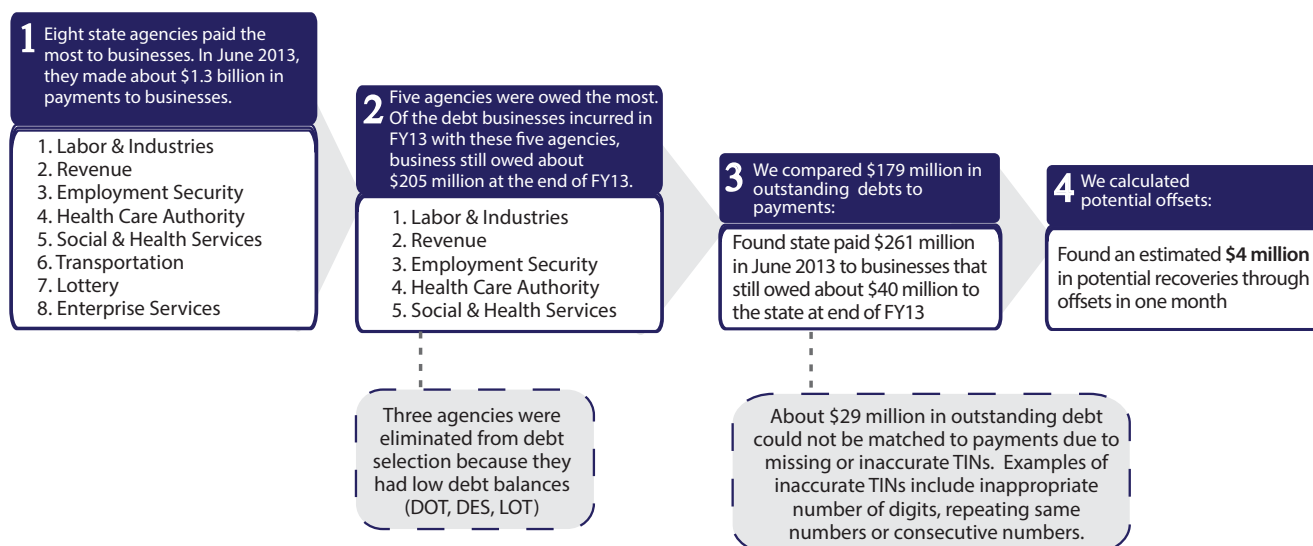 1 Eight state agencies paid the
most to businesses. In June 2013,
they made about $1.3 billion in
payments to businesses.
1. Labor & Industries
2. Revenue
3. Employment Security
4. Health Care Authority
5. Social & Health Services
6. Transportation
7. Lottery
8. Enterprise Services
2 Five agencies were owed the most.
Of the debt businesses incurred in
FY13 with these five agencies,
business still owed about
$205 million at the end of FY13.
1. Labor & Industries
2. Revenue
3. Employment Security
4. Health Care Authority
5. Social & Health Services
Three agencies were
eliminated from debt
selection because they
had low debt balances
(DOT, DES, LOT)
3 We compared $179 million in
outstanding debts to
payments:
Found state paid $261 million
in June 2013 to businesses that
still owed about $40 million to
the state at end of FY13
About $29 million in outstanding debt
could not be matched to payments due to
missing or inaccurate TINs. Examples of
inaccurate TINs include inappropriate
number of digits, repeating same
numbers or consecutive numbers.
4 We calculated
potential offsets:
Found an estimated $4 million
in potential recoveries through
offsets in one month